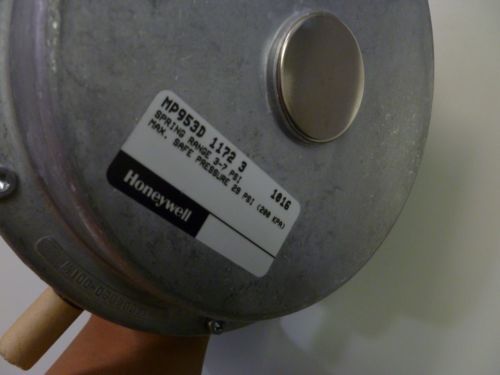 MP953D 1172 3 1016
SPRING RANGE 3-7 PSI.
MAX. SAFE PRESSURE 29 PSI (200 KPA)
Honeywell